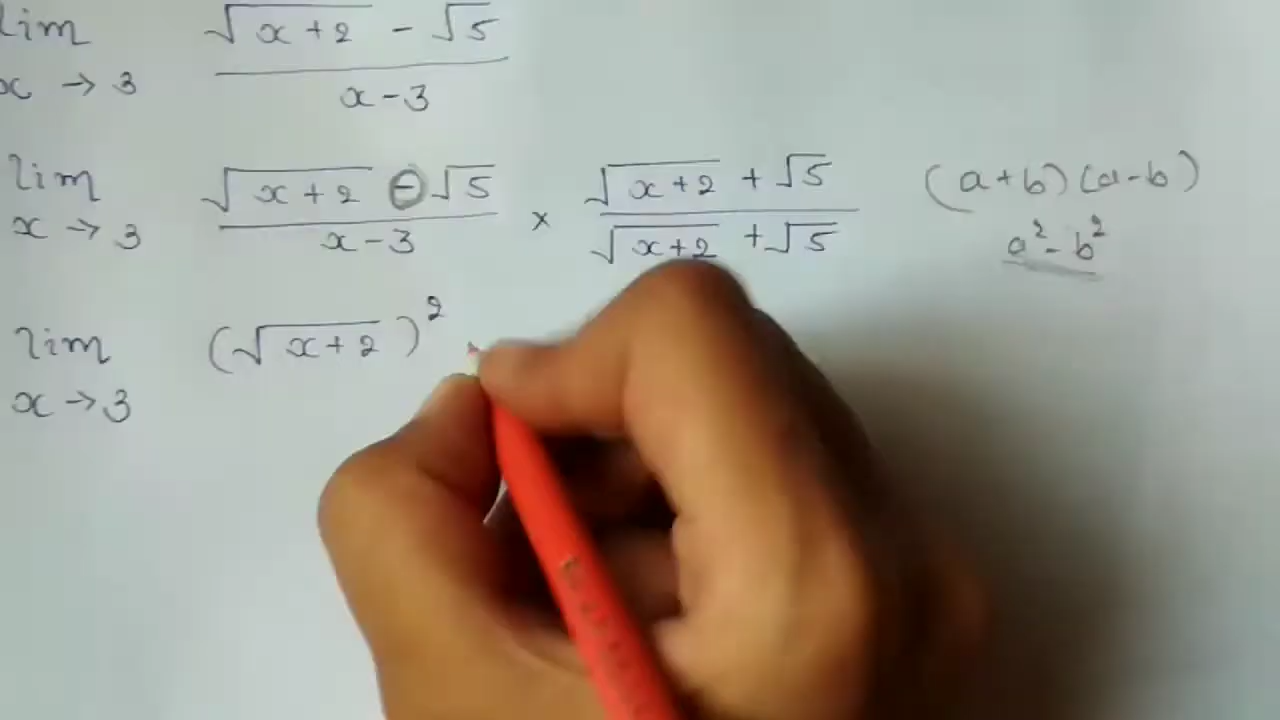 lim √x+2 - √5
x → 3 x-3
lim √x+2 - √5 × √x+2 + √5 (a+b)(a-b)
x → 3 x-3 √x+2 + √5 a² - b²
lim (√x+2)²
x → 3